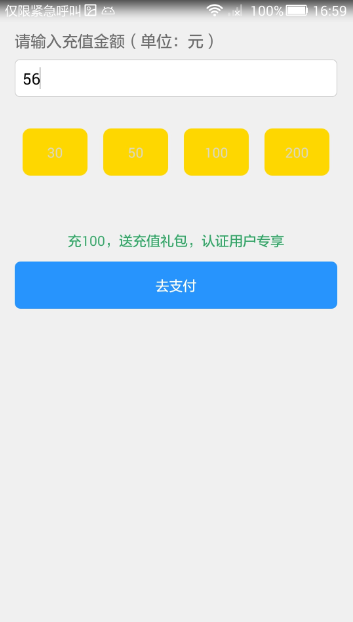 仅限紧急呼叫 100% 16:59
请输入充值金额（单位：元）
56
30 50 100 200
充100，送充值礼包，认证用户专享
去支付